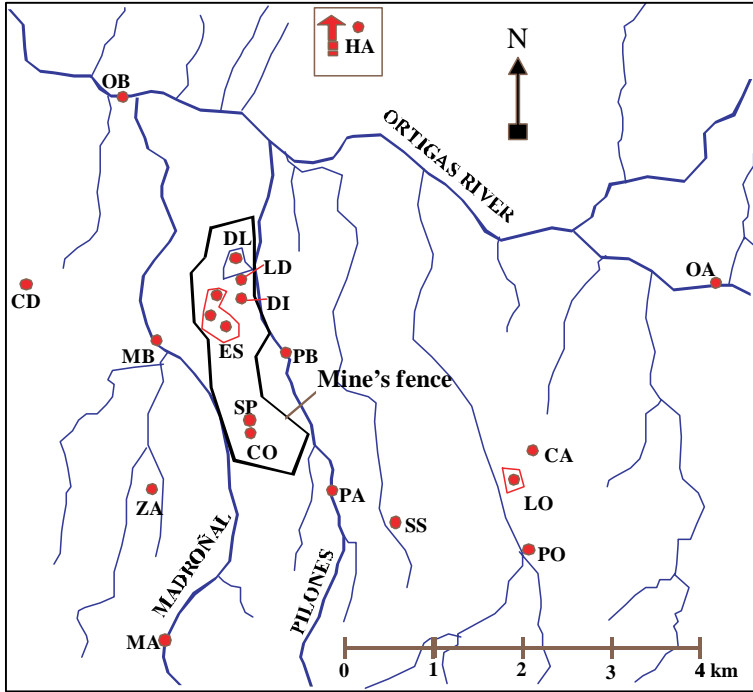 HA
N
OB
ORTIGAS RIVER
DL
LD
OA
CD
DI
MB
ES
PB
Mine's fence
SP
CO
CA
ZA
PA
LO
SS
MADROÑAL
PILONES
PO
MA
0 1 2 3 4 km